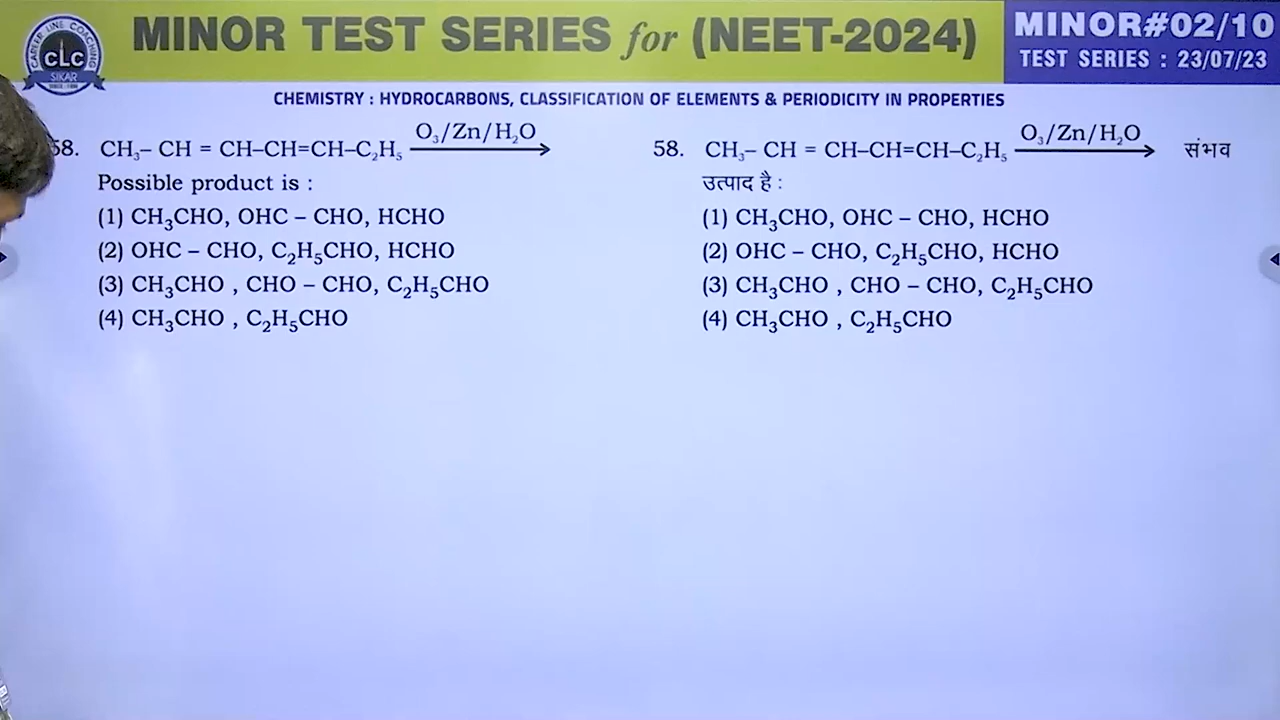 CAREER LINE COACHING
CLC
SIKAR
MINOR TEST SERIES for (NEET-2024)
MINOR#02/10
TEST SERIES : 23/07/23
CHEMISTRY : HYDROCARBONS, CLASSIFICATION OF ELEMENTS & PERIODICITY IN PROPERTIES
58. CH₃– CH = CH–CH=CH–C₂H₅ O₃/Zn/H₂O
Possible product is :
(1) CH₃CHO, OHC – CHO, HCHO
(2) OHC – CHO, C₂H₅CHO, HCHO
(3) CH₃CHO , CHO – CHO, C₂H₅CHO
(4) CH₃CHO , C₂H₅CHO
58. CH₃– CH = CH–CH=CH–C₂H₅ O₃/Zn/H₂O संभव
उत्पाद है :
(1) CH₃CHO, OHC – CHO, HCHO
(2) OHC – CHO, C₂H₅CHO, HCHO
(3) CH₃CHO , CHO – CHO, C₂H₅CHO
(4) CH₃CHO , C₂H₅CHO